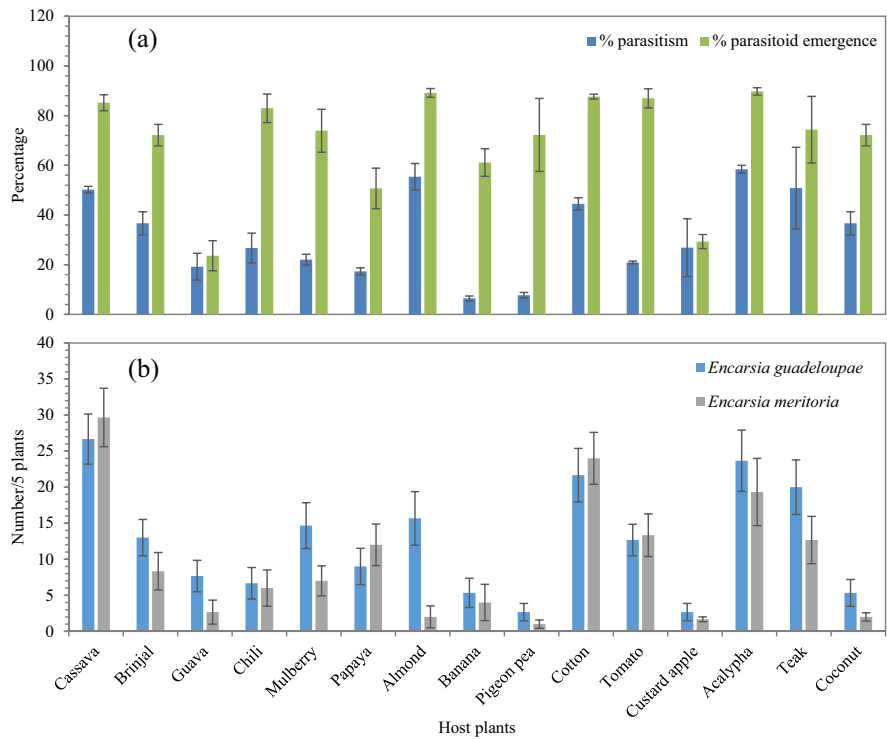 (a)
% parasitism
% parasitoid emergence
Percentage
120
100
80
60
40
20
0
(b)
Encarsia guadeloupae
Encarsia meritoria
Number/5 plants
40
35
30
25
20
15
10
5
0
Cassava
Brinjal
Guava
Chili
Mulberry
Papaya
Almond
Banana
Pigeon pea
Cotton
Tomato
Custard apple
Acalypha
Teak
Coconut
Host plants